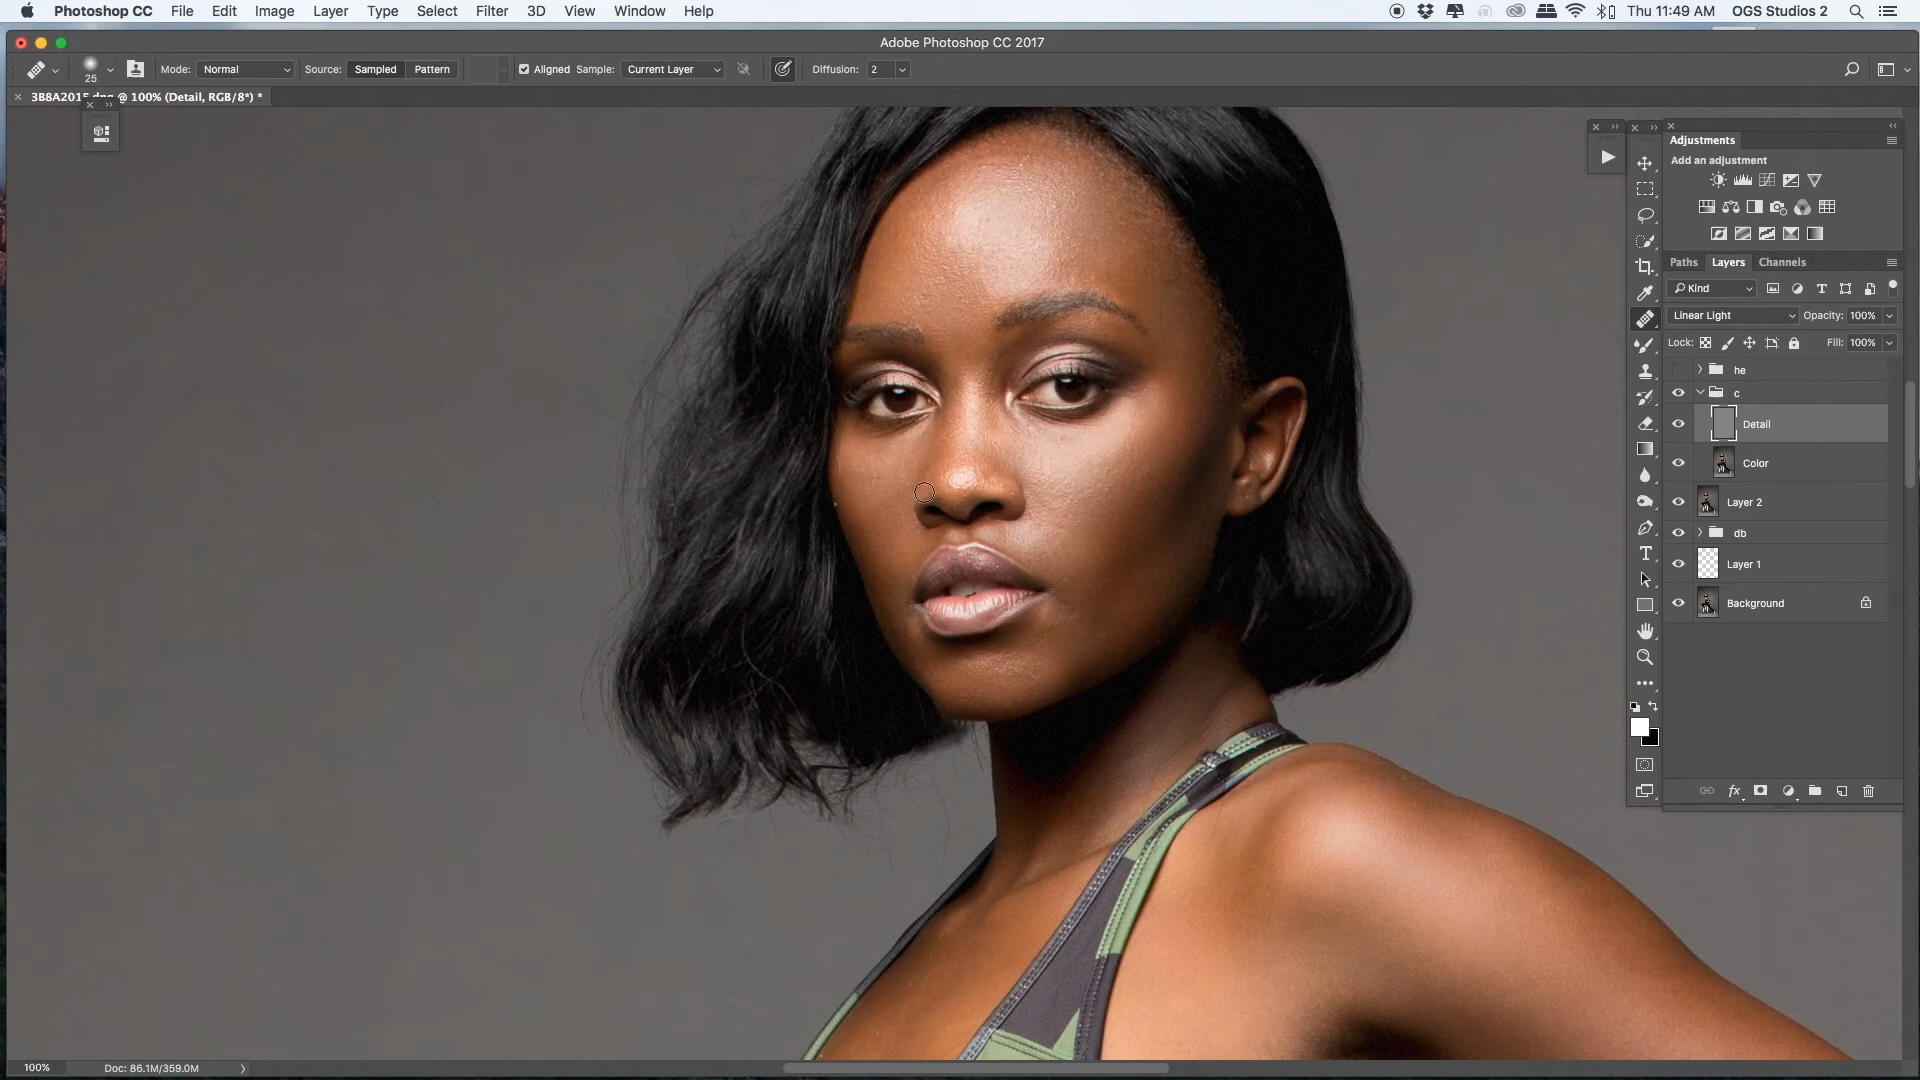 Photoshop CC File Edit Image Layer Type Select Filter 3D View Window Help Thu 11:49 AM OGS Studios 2
Adobe Photoshop CC 2017
25 Mode: Normal Source: Sampled Pattern Aligned Sample: Current Layer Diffusion: 2
3B8A2015.dng @ 100% (Detail, RGB/8*) *
Adjustments
Add an adjustment
Paths Layers Channels
Kind
Linear Light Opacity: 100%
Lock: Fill: 100%
he
c
Detail
Color
Layer 2
db
Layer 1
Background
fx
100% Doc: 86.1M/359.0M